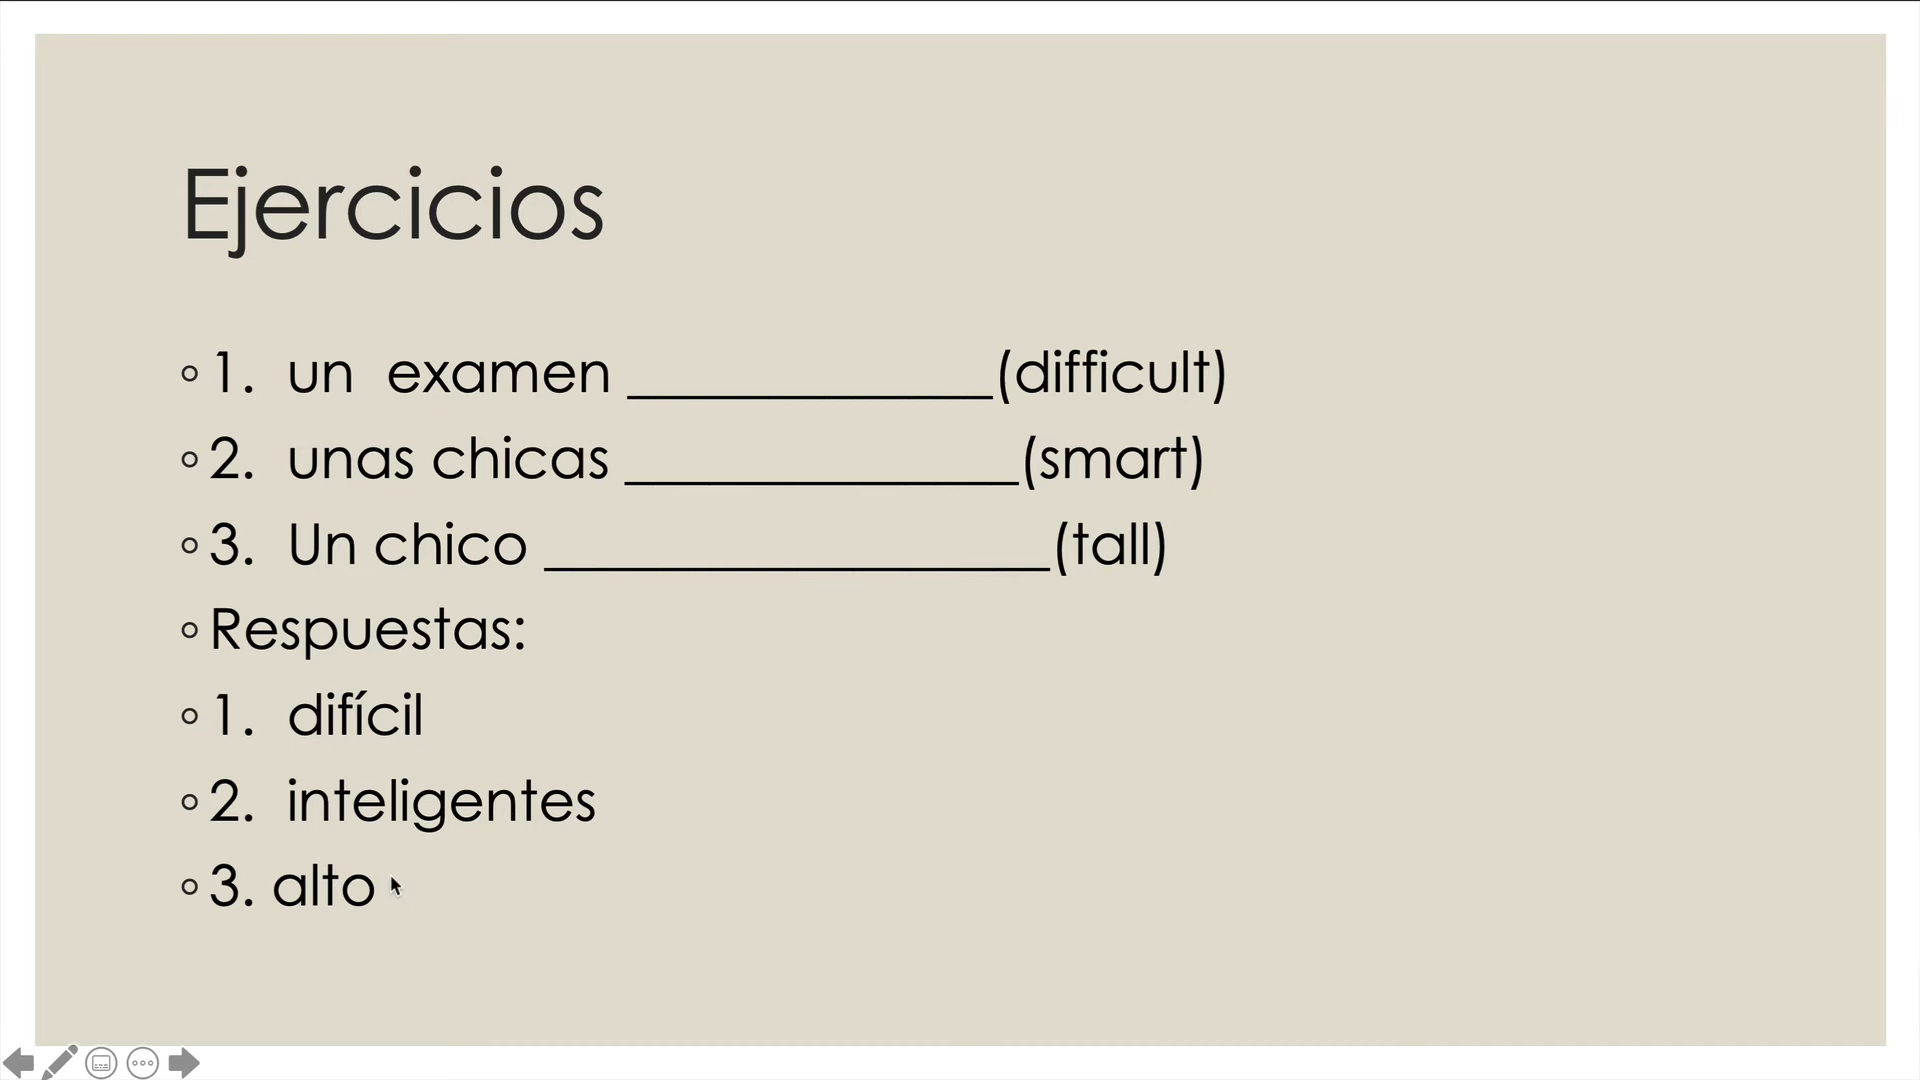 Ejercicios
◦ 1. un examen _____________(difficult)
◦ 2. unas chicas ______________(smart)
◦ 3. Un chico __________________(tall)
◦ Respuestas:
◦ 1. difícil
◦ 2. inteligentes
◦ 3. alto